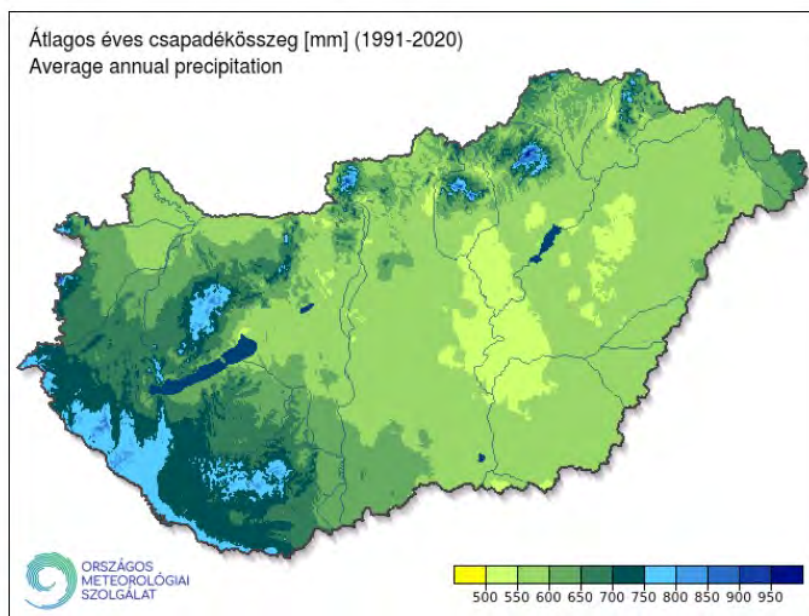 Átlagos éves csapadékösszeg [mm] (1991-2020)
Average annual precipitation
ORSZÁGOS
METEOROLÓGIAI
SZOLGÁLAT
500 550 600 650 700 750 800 850 900 950